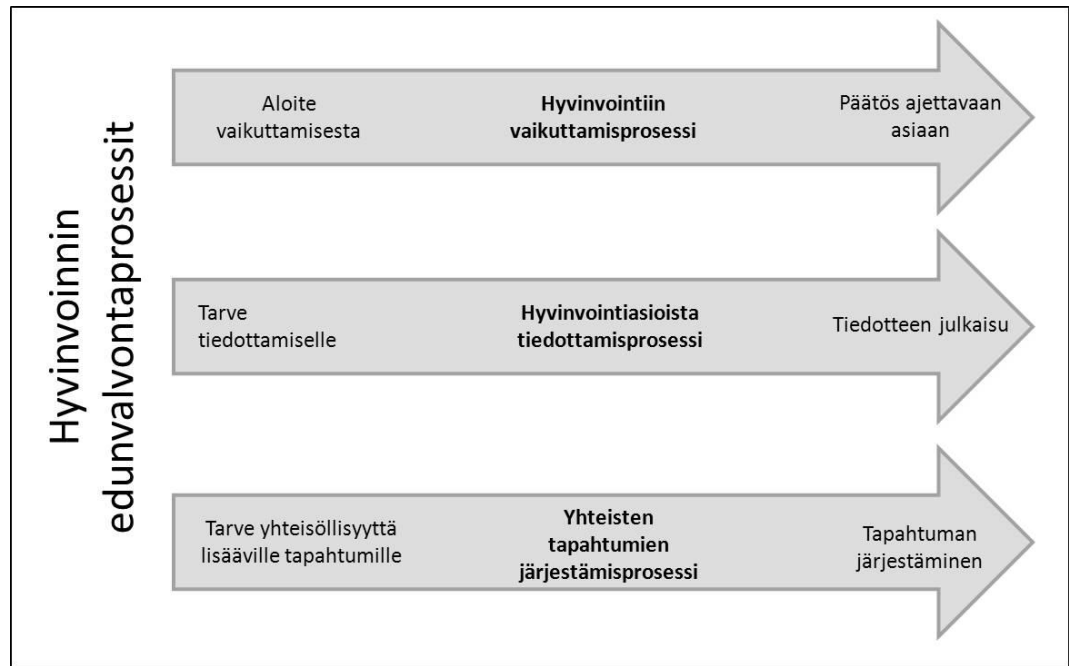 Hyvinvoinnin
edunvalvontaprosessit
Aloite
vaikuttamisesta
Hyvinvointiin
vaikuttamisprosessi
Päätös ajettavaan
asiaan
Tarve
tiedottamiselle
Hyvinvointiasioista
tiedottamisprosessi
Tiedotteen julkaisu
Tarve yhteisöllisyyttä
lisääville tapahtumille
Yhteisten
tapahtumien
järjestämisprosessi
Tapahtuman
järjestäminen